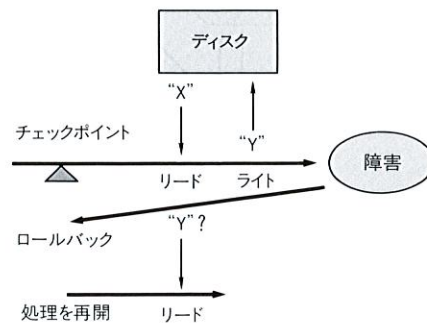 ディスク
“X”
チェックポイント
“Y”
リード
ライト
障害
“Y”?
ロールバック
処理を再開
リード